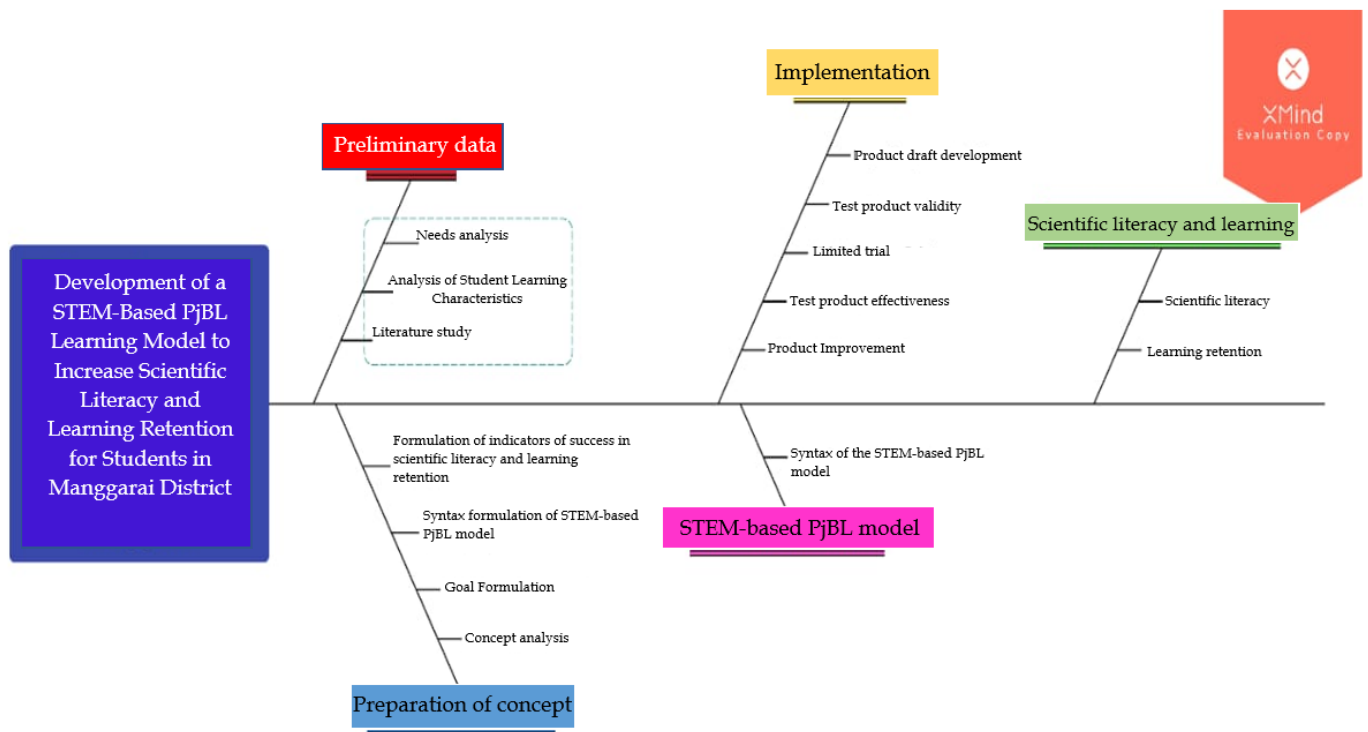 XMind
Evaluation Copy
Implementation
Preliminary data
Product draft development
Test product validity
Limited trial
Test product effectiveness
Product Improvement
Scientific literacy and learning
Scientific literacy
Learning retention
Needs analysis
Analysis of Student Learning
Characteristics
Literature study
Development of a
STEM-Based PjBL
Learning Model to
Increase Scientific
Literacy and
Learning Retention
for Students in
Manggarai District
Formulation of indicators of success in
scientific literacy and learning
retention
Syntax formulation of STEM-based
PjBL model
Goal Formulation
Concept analysis
Preparation of concept
Syntax of the STEM-based PjBL
model
STEM-based PjBL model